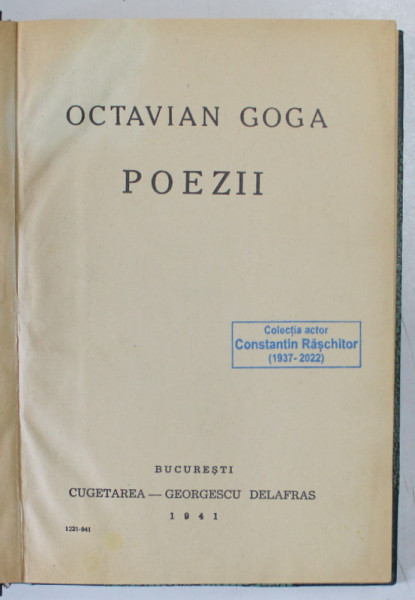 OCTAVIAN GOGA
POEZII
Colecția actor
Constantin Rășchitor
(1937- 2022)
BUCUREȘTI
CUGETAREA — GEORGESCU DELAFRAS
1941
1221-941